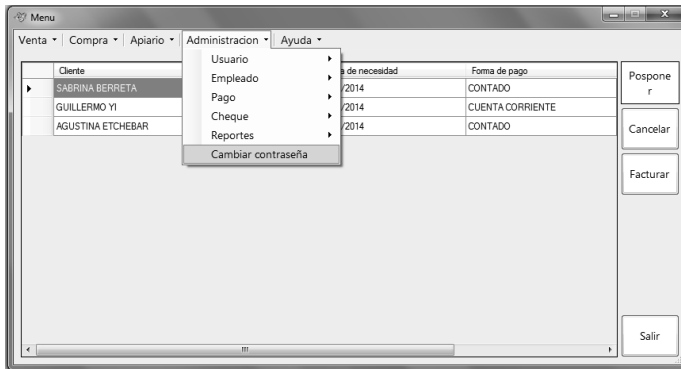 Menu
Venta Compra Apiario Administracion Ayuda
Cliente a de necesidad Forma de pago
SABRINA BERRETA /2014 CONTADO
GUILLERMO YI /2014 CUENTA CORRIENTE
AGUSTINA ETCHEBAR /2014 CONTADO
Usuario
Empleado
Pago
Cheque
Reportes
Cambiar contraseña
Pospone
r
Cancelar
Facturar
Salir